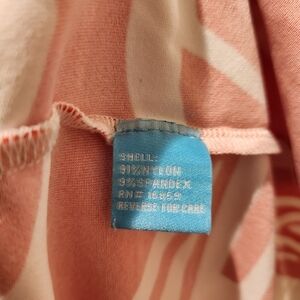 SHELL:
91%NYLON
9%SPANDEX
RN#
REVERSE FOR CARE